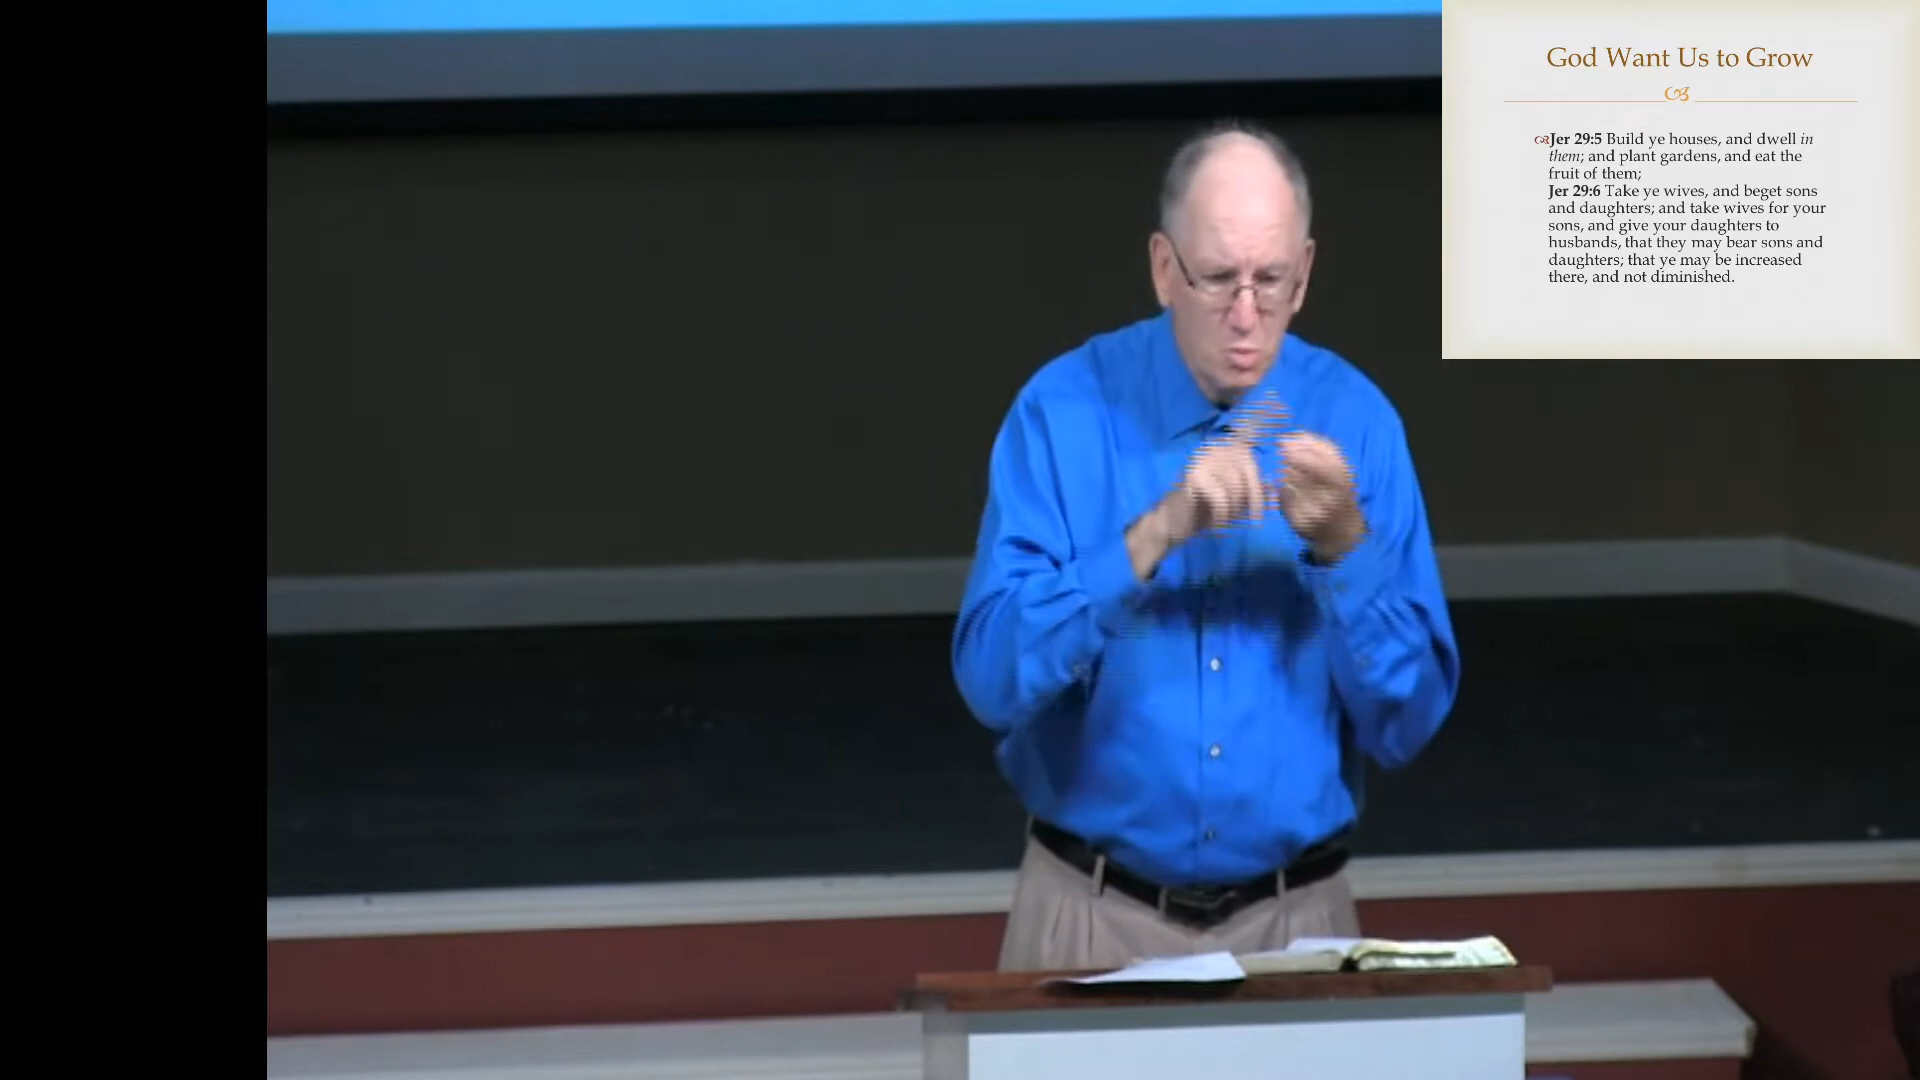 God Want Us to Grow
Jer 29:5 Build ye houses, and dwell in
them; and plant gardens, and eat the
fruit of them;
Jer 29:6 Take ye wives, and beget sons
and daughters; and take wives for your
sons, and give your daughters to
husbands, that they may bear sons and
daughters; that ye may be increased
there, and not diminished.